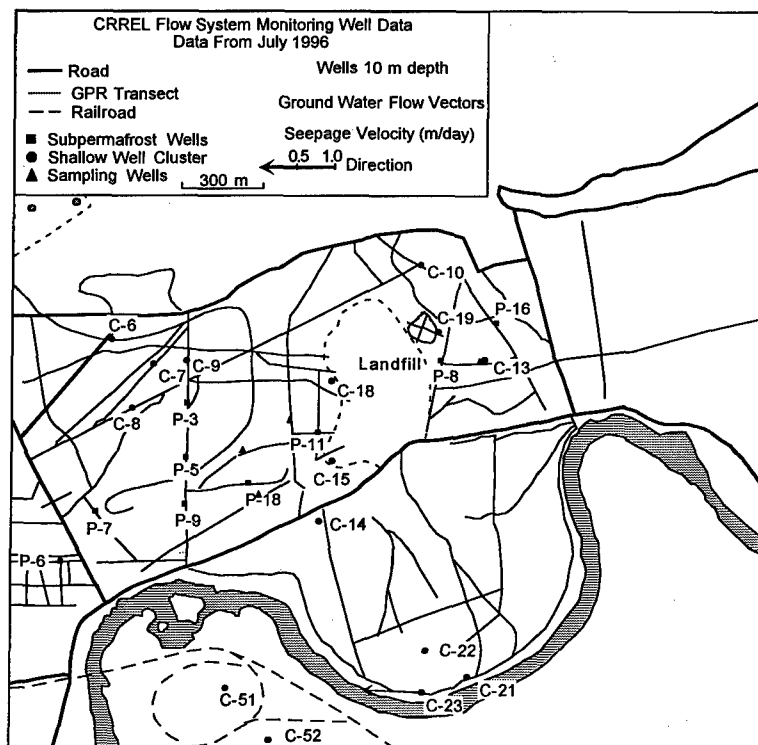 CRREL Flow System Monitoring Well Data
Data From July 1996
Road
Wells 10 m depth
GPR Transect
Ground Water Flow Vectors
Railroad
Seepage Velocity (m/day)
Subpermafrost Wells
Shallow Well Cluster
0.5 1.0 Direction
Sampling Wells
300 m
C-10
P-16
C-19
C-6
C-9
Landfill
C-7
P-8
C-13
C-18
P-3
C-8
P-11
P-5
C-15
P-18
P-9
P-7
C-14
P-6
C-22
C-21
C-51
C-23
C-52